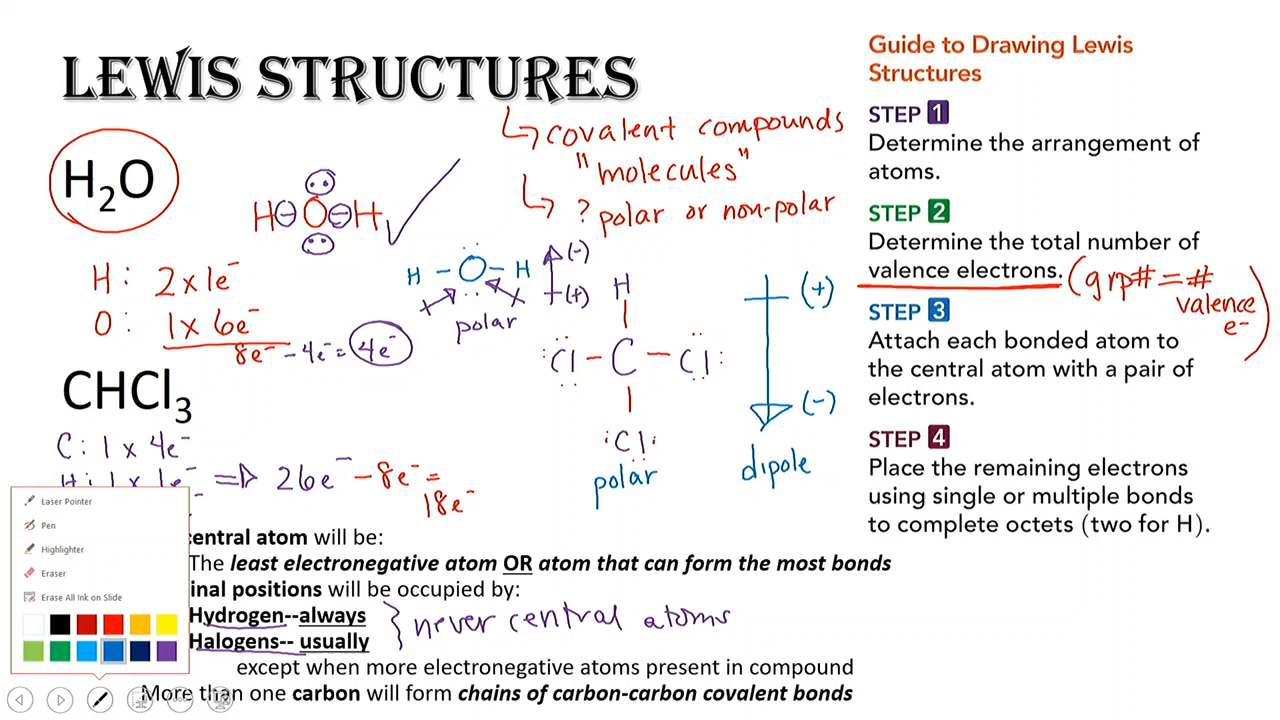 LEWIS STRUCTURES
↳ covalent compounds
"molecules"
↳ ? polar or non-polar
H₂O
H O H
H: 2 x 1e⁻
O: 1 x 6e⁻
8e⁻ - 4e⁻ = 4e⁻
H - O - H
(-)
(+)
polar
CHCl₃
C: 1 x 4e⁻
H: 1 x 1e⁻ ⇒ 26e⁻ - 8e⁻ =
18e⁻
H
Cl - C - Cl
Cl
polar
(+)
(-)
dipole
Guide to Drawing Lewis
Structures
STEP 1
Determine the arrangement of
atoms.
STEP 2
Determine the total number of
valence electrons. (grp# = #
valence
e-)
STEP 3
Attach each bonded atom to
the central atom with a pair of
electrons.
STEP 4
Place the remaining electrons
using single or multiple bonds
to complete octets (two for H).
entral atom will be:
The least electronegative atom OR atom that can form the most bonds
inal positions will be occupied by:
Hydrogen--always
Halogens-- usually
} never central atoms
except when more electronegative atoms present in compound
More than one carbon will form chains of carbon-carbon covalent bonds
Laser Pointer
Pen
Highlighter
Eraser
Erase All Ink on Slide